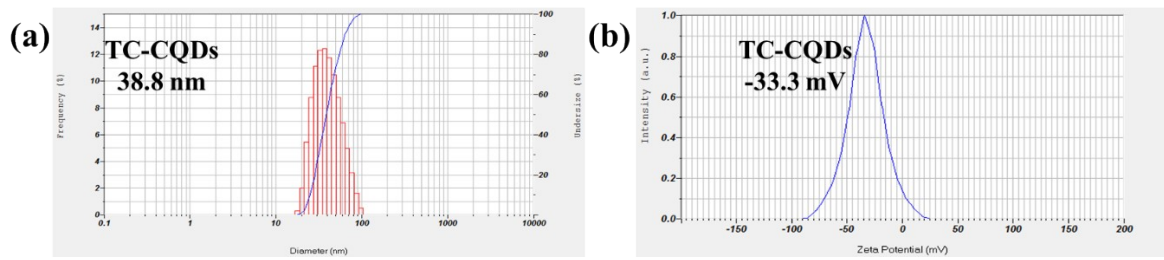 (a)
TC-CQDs
38.8 nm
Frequency (%)
14
12
10
8
6
4
2
0
100
80
60
40
20
0
Undersize (%)
0.1 1 10 100 1000 10000
Diameter (nm)
(b)
TC-CQDs
-33.3 mV
Intensity (a.u.)
1.0
0.8
0.6
0.4
0.2
0.0
-150 -100 -50 0 50 100 150 200
Zeta Potential (mV)